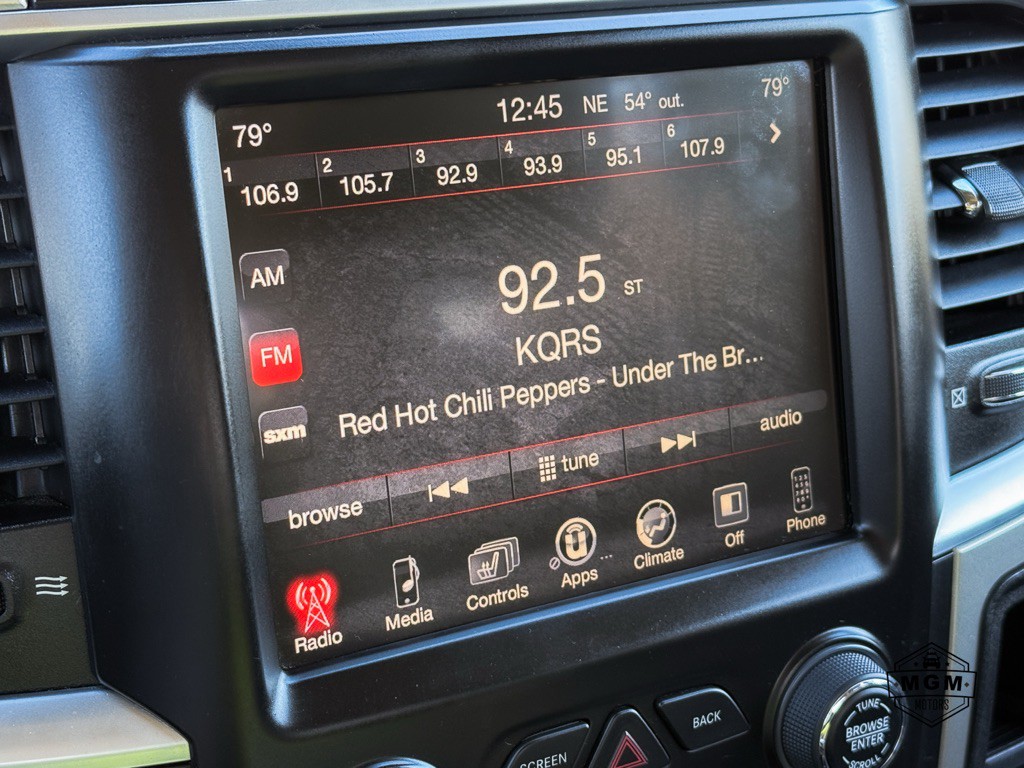 79° 12:45 NE 54° out. 79°
1 106.9 2 105.7 3 92.9 4 93.9 5 95.1 6 107.9
AM
92.5 ST
FM
KQRS
Red Hot Chili Peppers - Under The Br...
sxm
browse tune audio
Radio Media Controls Apps ... Climate Off Phone
SCREEN BACK
TUNE
BROWSE
ENTER
SCROLL
MGM
MOTORS